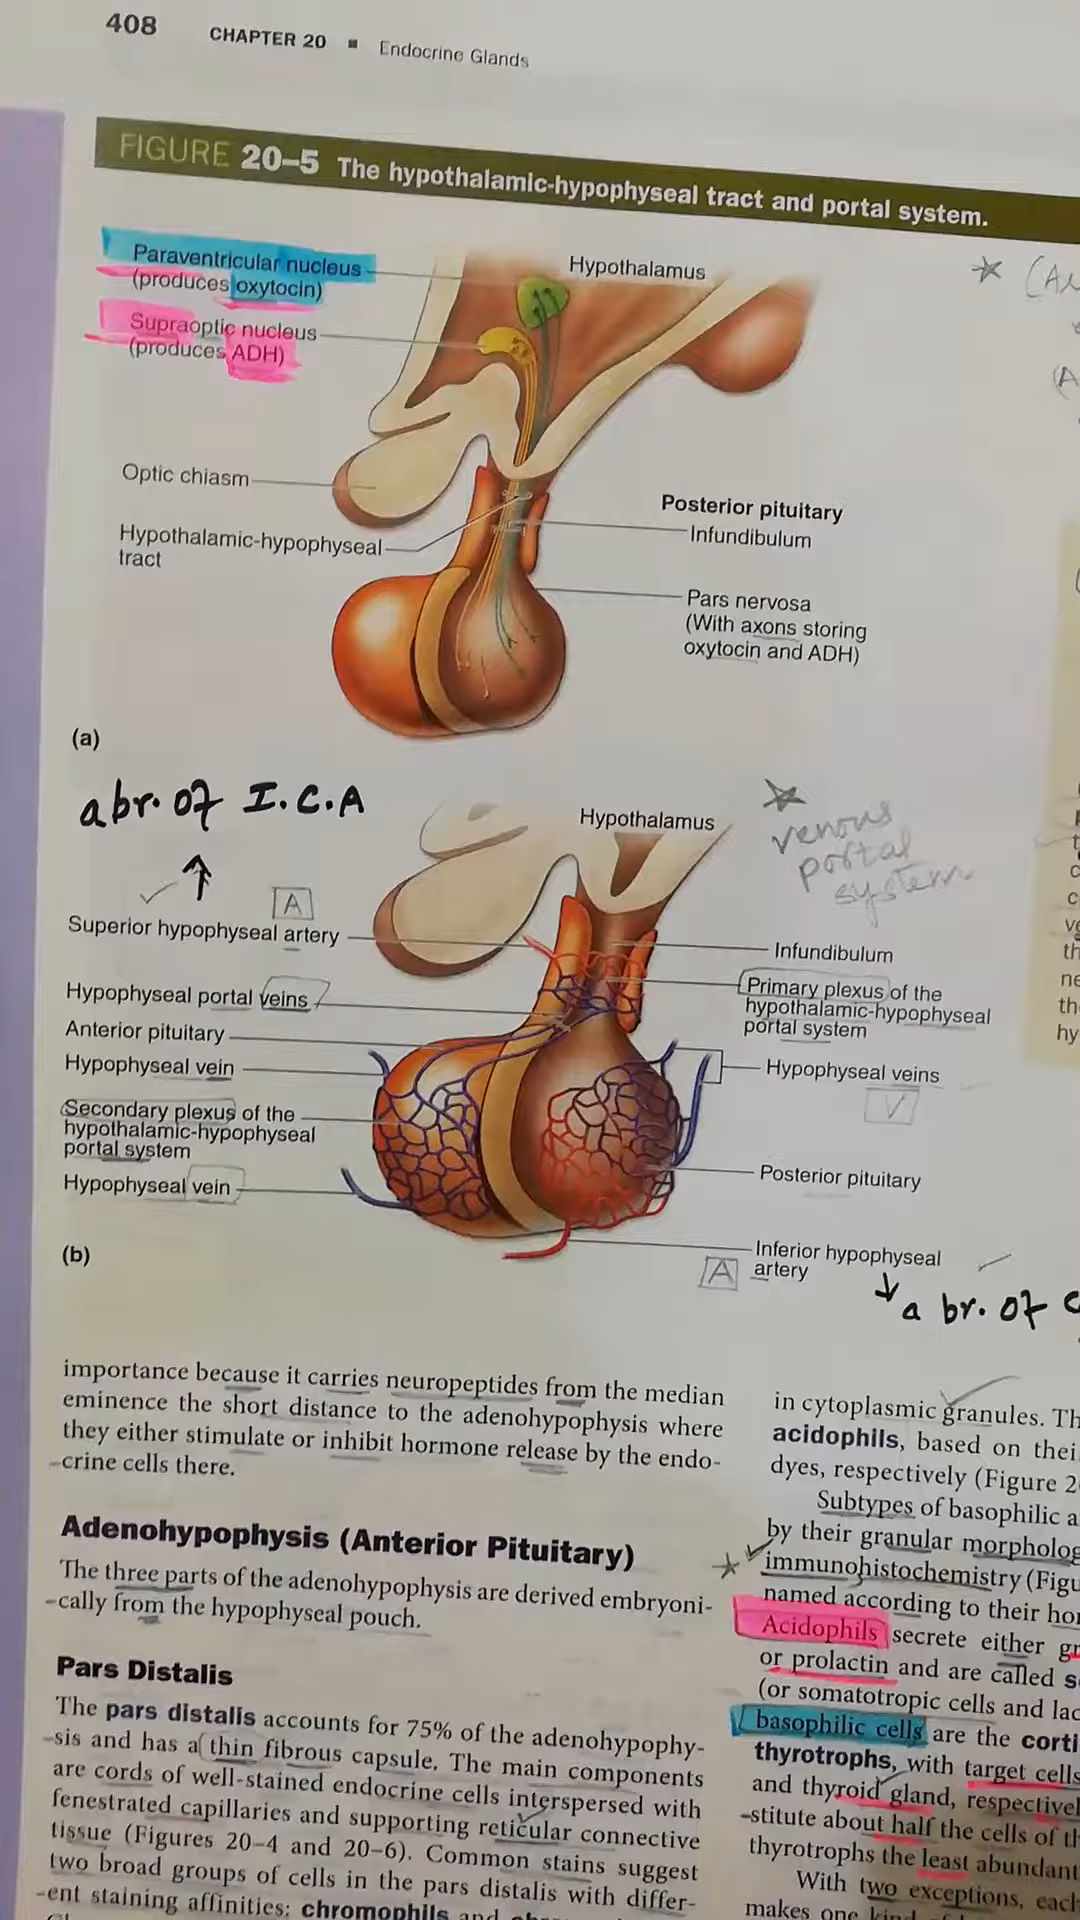 408 CHAPTER 20 ■ Endocrine Glands
FIGURE 20–5 The hypothalamic-hypophyseal tract and portal system.
Paraventricular nucleus
(produces oxytocin)
Supraoptic nucleus
(produces ADH)
Optic chiasm
Hypothalamic-hypophyseal
tract
Hypothalamus
Posterior pituitary
Infundibulum
Pars nervosa
(With axons storing
oxytocin and ADH)
(a)
a br. of I.C.A
A
Superior hypophyseal artery
Hypophyseal portal veins
Anterior pituitary
Hypophyseal vein
Secondary plexus of the
hypothalamic-hypophyseal
portal system
Hypophyseal vein
(b)
Hypothalamus
venous
portal
system
Infundibulum
Primary plexus of the
hypothalamic-hypophyseal
portal system
Hypophyseal veins
V
Posterior pituitary
Inferior hypophyseal
A artery
a br. of
importance because it carries neuropeptides from the median
eminence the short distance to the adenohypophysis where
they either stimulate or inhibit hormone release by the endo-
crine cells there.
Adenohypophysis (Anterior Pituitary)
The three parts of the adenohypophysis are derived embryoni-
cally from the hypophyseal pouch.
Pars Distalis
The pars distalis accounts for 75% of the adenohypophy-
sis and has a thin fibrous capsule. The main components
are cords of well-stained endocrine cells interspersed with
fenestrated capillaries and supporting reticular connective
tissue (Figures 20–4 and 20–6). Common stains suggest
two broad groups of cells in the pars distalis with differ-
ent staining affinities: chromophils and
in cytoplasmic granules.
acidophils, based on
dyes, respectively (Figure
Subtypes of basophilic
by their granular
immunohistochemistry
named according to their
Acidophils secrete either
or prolactin and are called
(or somatotropic cells and
basophilic cells are the
thyrotrophs, with target cells
and thyroid gland,
stitute about half the cells of
thyrotrophs the least abundant
With two exceptions, each
makes one kind